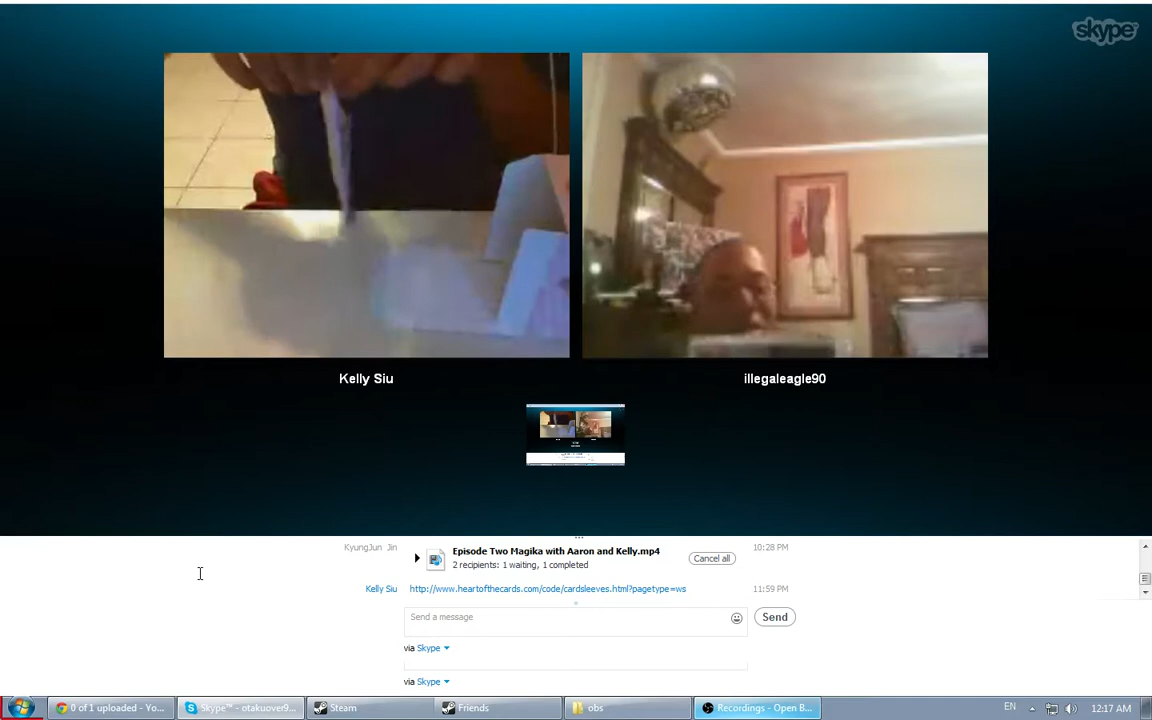 skype™
Kelly Siu
illegaleagle90
KyungJun Jin
Episode Two Magika with Aaron and Kelly.mp4
Cancel all
10:28 PM
2 recipients: 1 waiting, 1 completed
Kelly Siu
http://www.heartofthecards.com/code/cardsleeves.html?pagetype=ws
11:59 PM
Send a message
Send
via Skype
via Skype
0 of 1 uploaded - Yo...
Skype™ - otakuover9...
Steam
Friends
obs
Recordings - Open B...
EN
12:17 AM